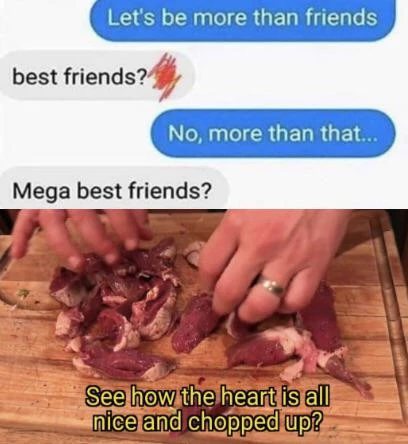 Let's be more than friends
best friends?
No, more than that...
Mega best friends?
See how the heart is all
nice and chopped up?